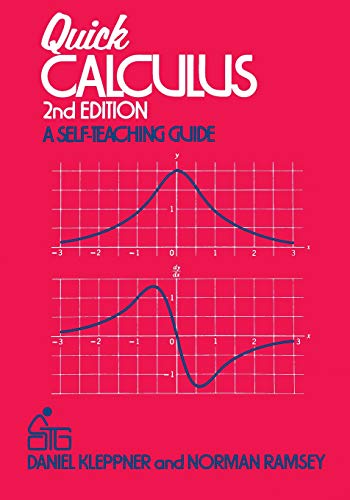 Quick
CALCULUS
2nd EDITION
A SELF-TEACHING GUIDE
y
1
-3 -2 -1 0 1 2 3 x
dy
dx
1
-3 -2 -1 0 1 2 3 x
-1
STG
DANIEL KLEPPNER and NORMAN RAMSEY